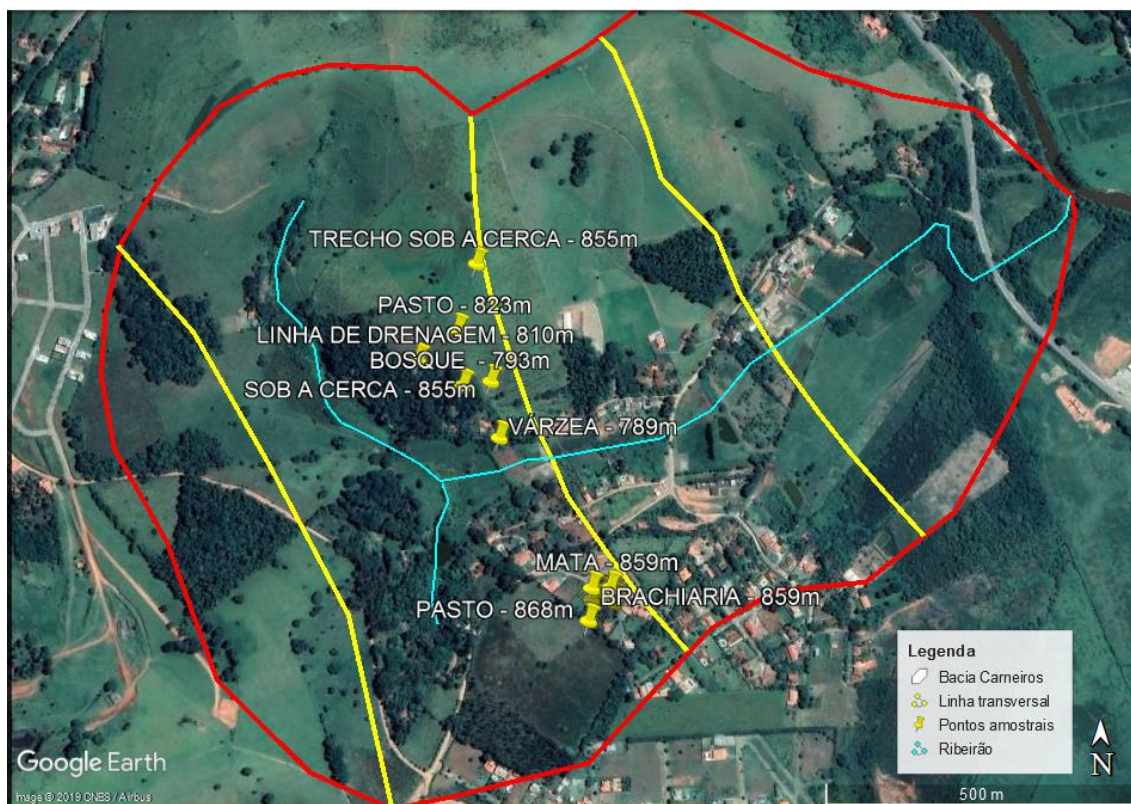 TRECHO SOB A CERCA - 855m
PASTO - 823m
LINHA DE DRENAGEM - 810m
BOSQUE - 793m
SOB A CERCA - 855m
VÁRZEA - 789m
MATA - 859m
BRACHIARIA - 859m
PASTO - 868m
Legenda
Bacia Carneiros
Linha transversal
Pontos amostrais
Ribeirão
Google Earth
N
Image © 2019 CNES / Airbus
500 m